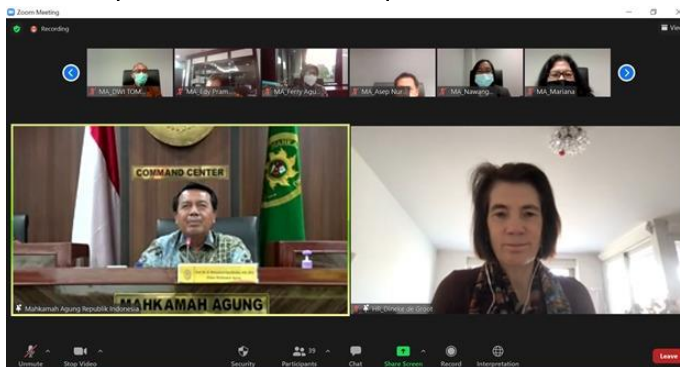 Zoom Meeting
Recording
View
MA_DWI TOM...
MA_Edy Pram...
MA_Ferry Agu...
MA_Asep Nur...
MA_Nawang...
MA_Mariana
COMMAND CENTER
MAHKAMAH AGUNG
Mahkamah Agung Republik Indonesia
HR_Dineke de Groot
Unmute
Stop Video
Security
Participants
39
Chat
Share Screen
Record
Interpretation
Leave